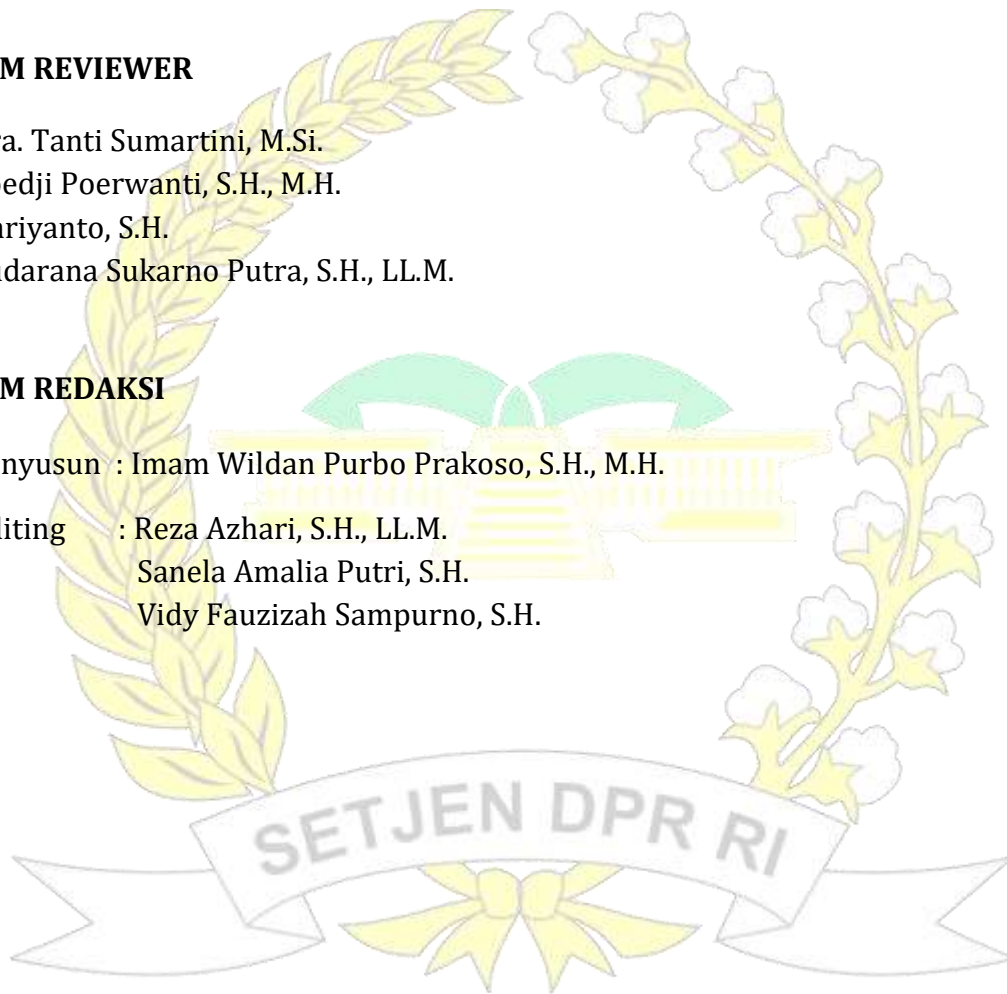 M REVIEWER
a. Tanti Sumartini, M.Si.
edji Poerwanti, S.H., M.H.
riyanto, S.H.
darana Sukarno Putra, S.H., LL.M.
M REDAKSI
nyusun : Imam Wildan Purbo Prakoso, S.H., M.H.
liting : Reza Azhari, S.H., LL.M.
Sanela Amalia Putri, S.H.
Vidy Fauzizah Sampurno, S.H.
SETJEN DPR RI